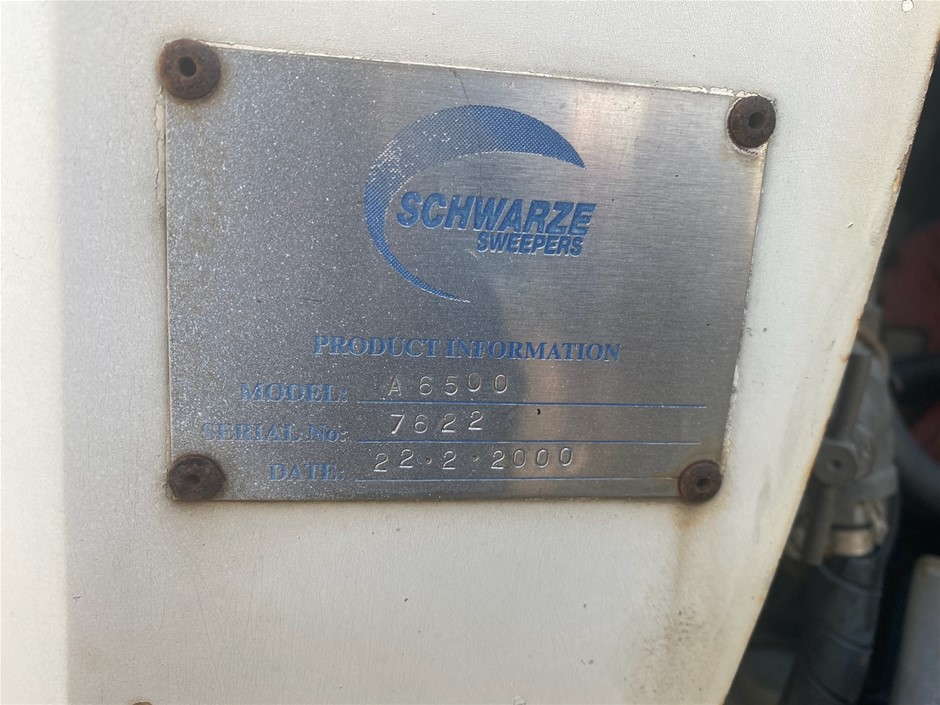 SCHWARZE
SWEEPERS
PRODUCT INFORMATION
MODEL: A6500
SERIAL No: 7622
DATE: 22·2·2000